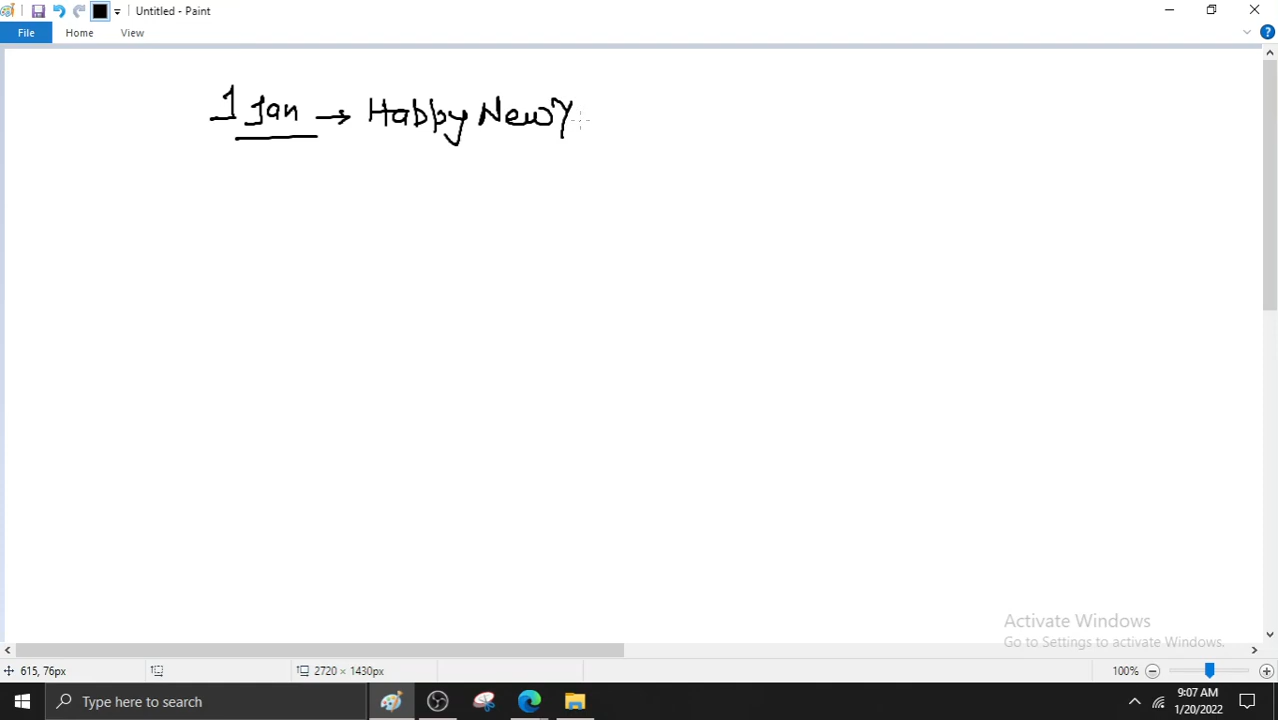 Untitled - Paint
File Home View
1 Jan → Happy New Y
Activate Windows
Go to Settings to activate Windows.
615, 76px 2720 × 1430px 100%
Type here to search
9:07 AM
1/20/2022